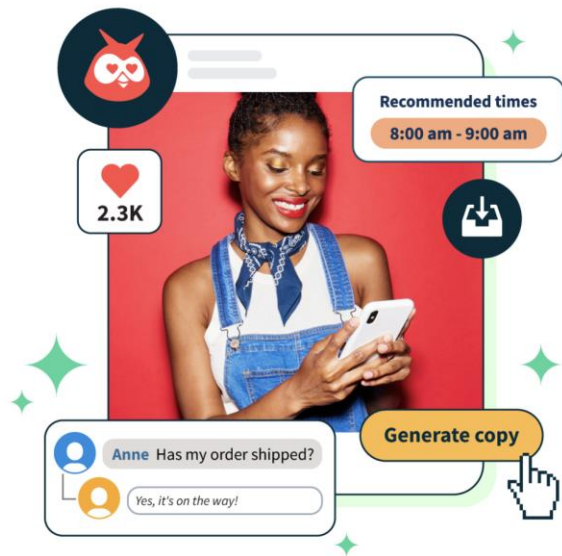 Recommended times
8:00 am - 9:00 am
2.3K
Generate copy
Anne Has my order shipped?
Yes, it's on the way!